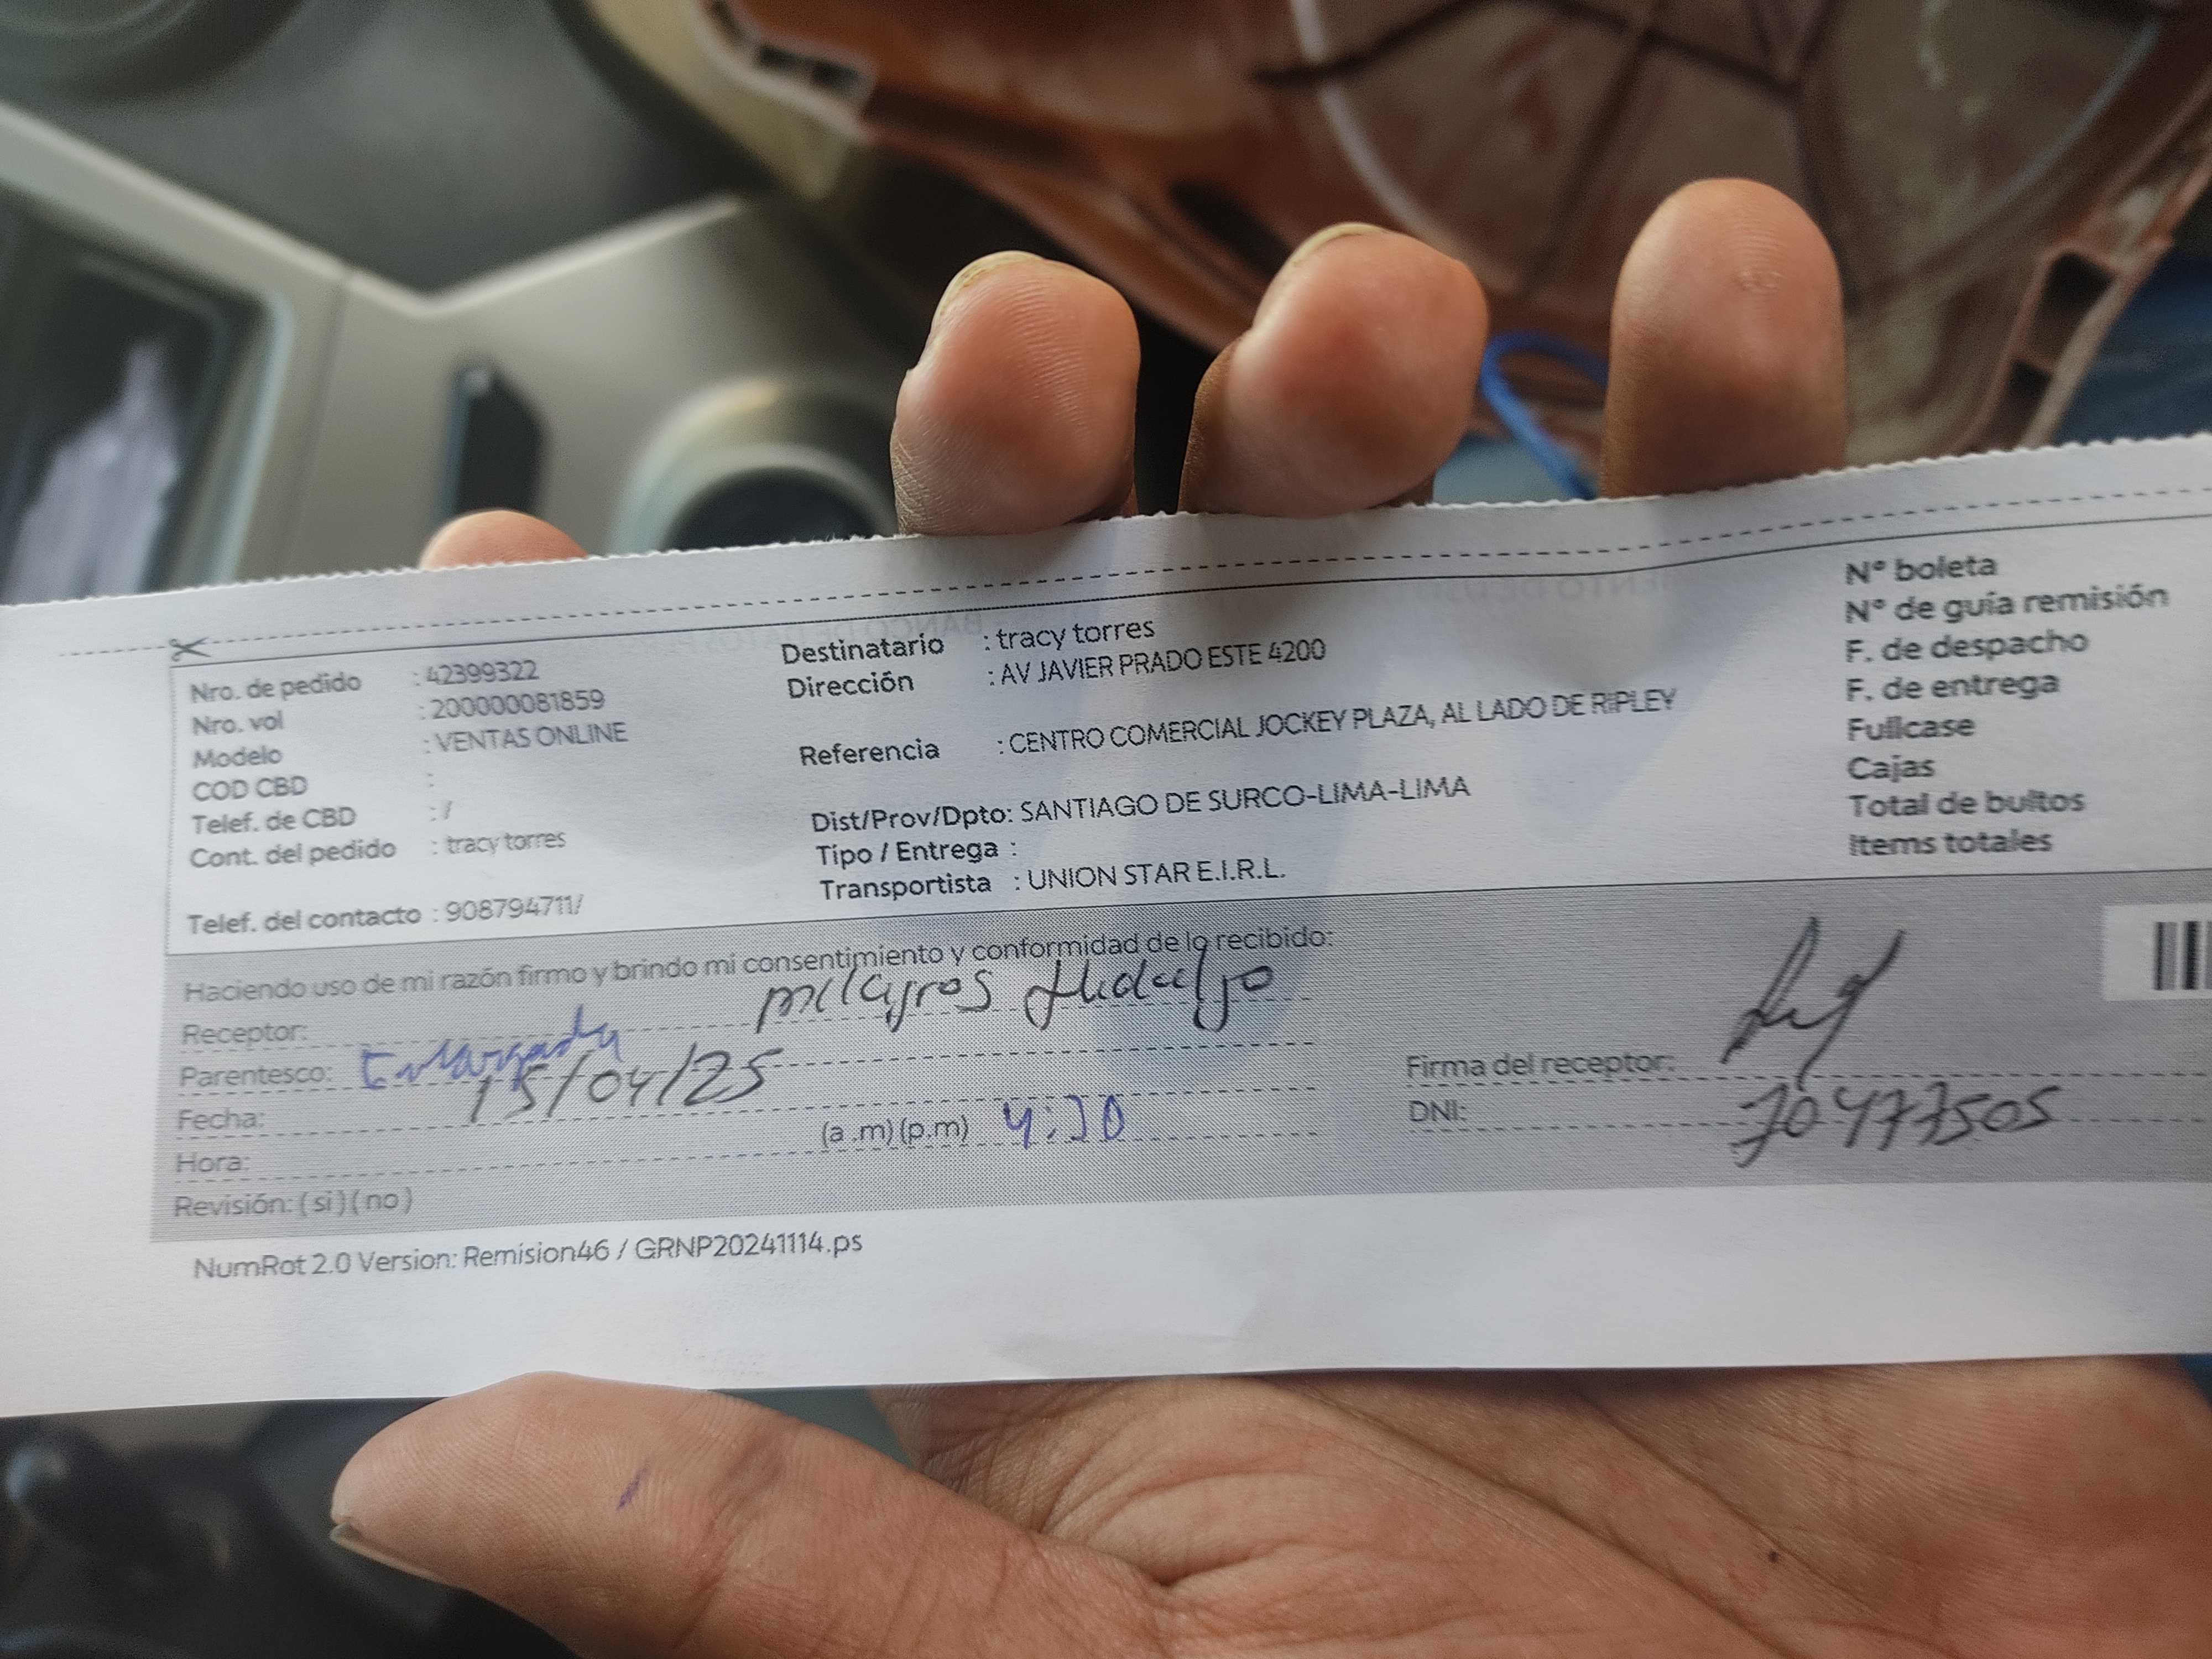 Nro. de pedido : 42399322
Nro. vol : 200000081859
Modelo : VENTAS ONLINE
COD CBD :
Telef. de CBD : /
Cont. del pedido : tracy torres
Telef. del contacto : 908794711/
Destinatario : tracy torres
Dirección : AV JAVIER PRADO ESTE 4200
Referencia : CENTRO COMERCIAL JOCKEY PLAZA, AL LADO DE RIPLEY
Dist/Prov/Dpto: SANTIAGO DE SURCO-LIMA-LIMA
Tipo / Entrega :
Transportista : UNION STAR E.I.R.L.
N° boleta
N° de guía remisión
F. de despacho
F. de entrega
Fullcase
Cajas
Total de bultos
Items totales
Haciendo uso de mi razón firmo y brindo mi consentimiento y conformidad de lo recibido:
Receptor: milagros Hidalgo
Parentesco: Encargada
Fecha: 15/04/25
Hora: (a .m) (p.m) 4:30
Revisión: ( si ) ( no )
Firma del receptor:
DNI: 70477505
NumRot 2.0 Version: Remision46 / GRNP20241114.ps